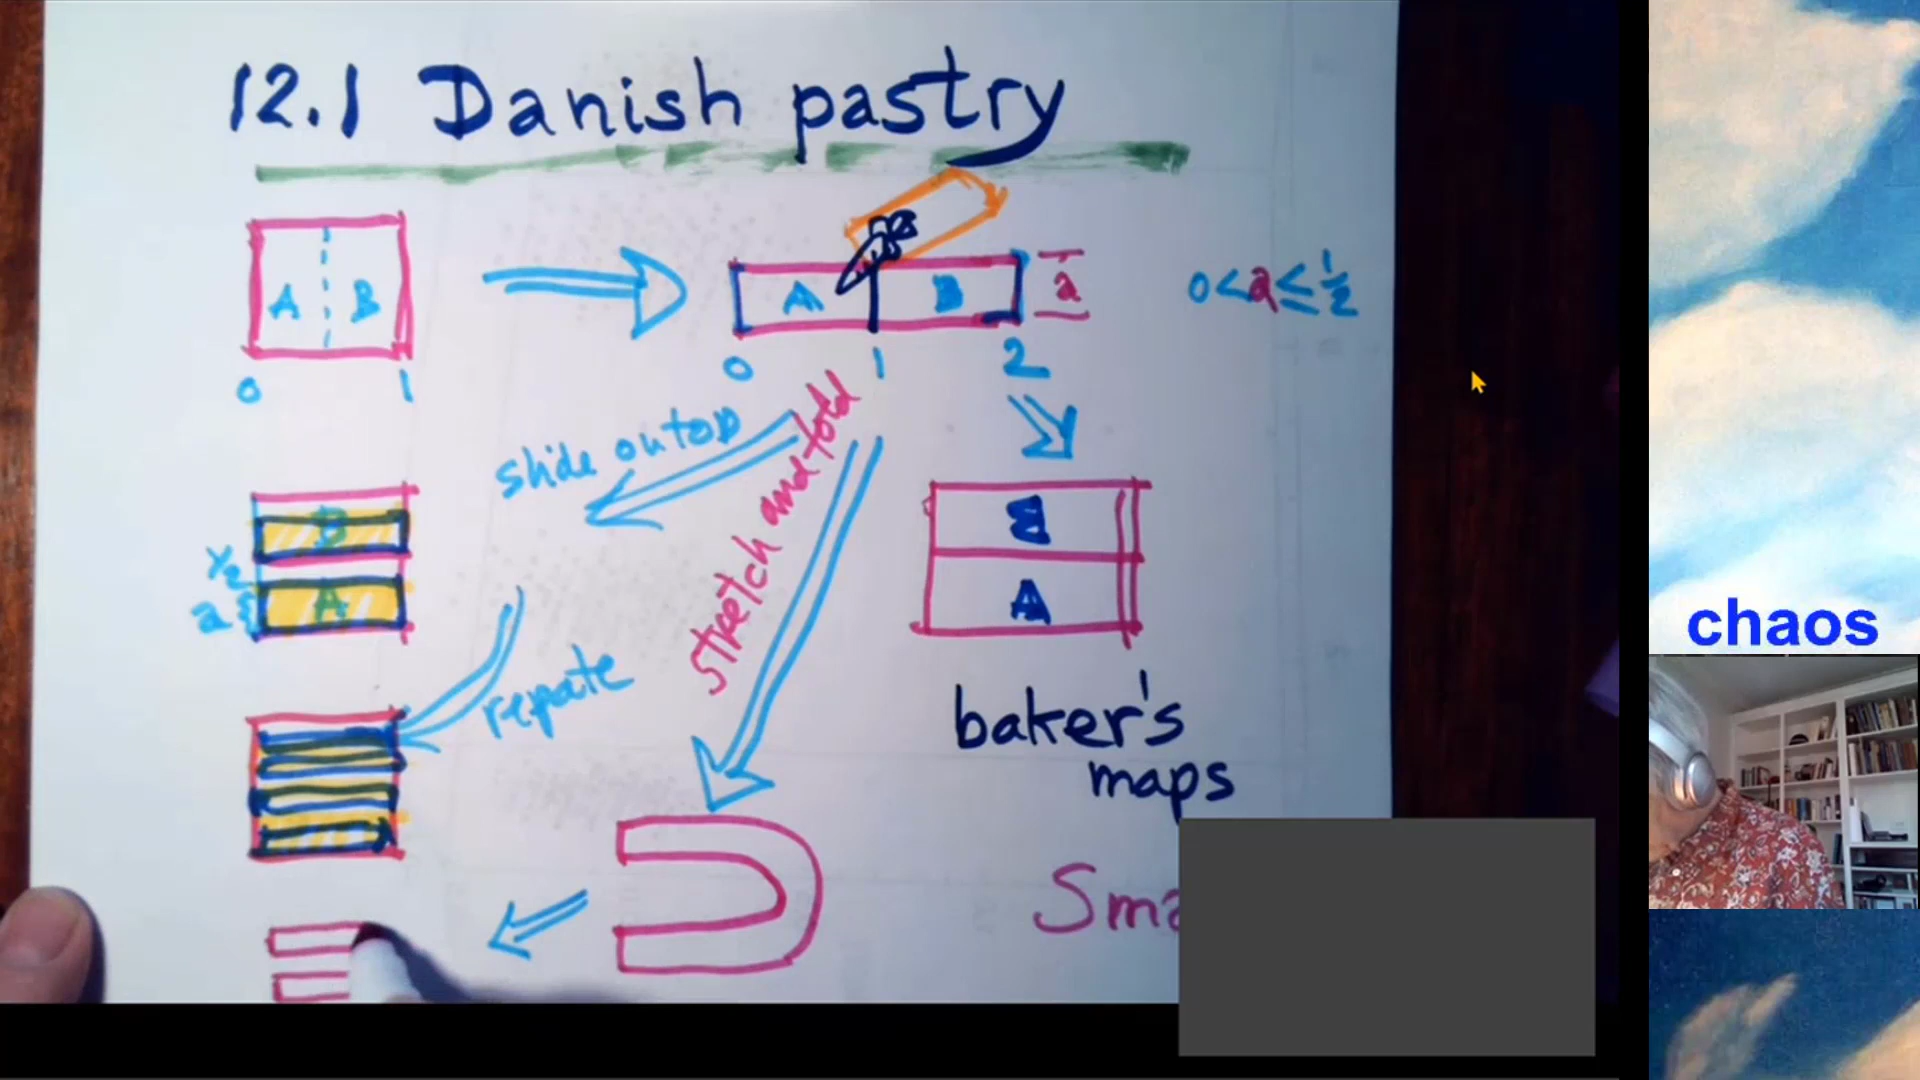 12.1 Danish pastry
A B
0 1
A B
0 1 2
a
0<a≤1/2
slide on top
stretch and fold
B
A
1/2
a
B
A
repate
baker's
maps
Sma
chaos